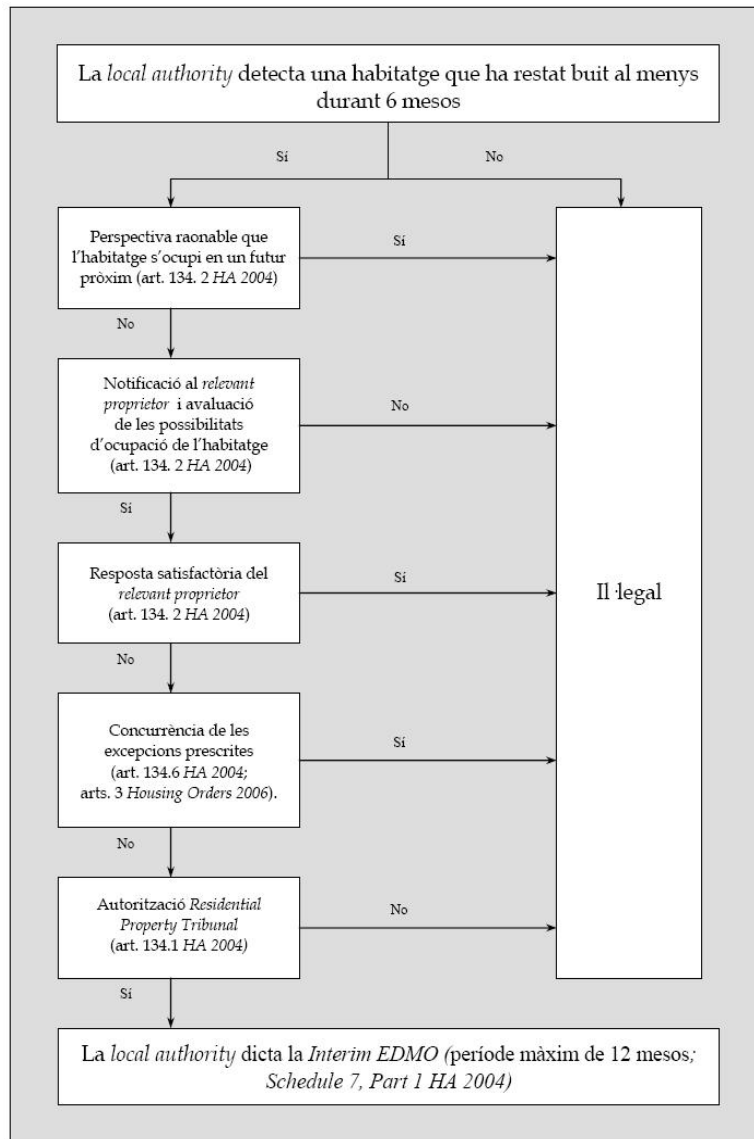 La local authority detecta una habitatge que ha restat buit al menys
durant 6 mesos
Sí
No
Perspectiva raonable que
l'habitatge s'ocupi en un futur
pròxim (art. 134. 2 HA 2004)
Sí
No
Notificació al relevant
proprietor i avaluació
de les possibilitats
d'ocupació de l'habitatge
(art. 134. 2 HA 2004)
No
Sí
Resposta satisfactòria del
relevant proprietor
(art. 134. 2 HA 2004)
Sí
No
Concurrència de les
excepcions prescrites
(art. 134.6 HA 2004;
arts. 3 Housing Orders 2006).
Sí
No
Autorització Residential
Property Tribunal
(art. 134.1 HA 2004)
No
Sí
Il·legal
La local authority dicta la Interim EDMO (període màxim de 12 mesos;
Schedule 7, Part 1 HA 2004)